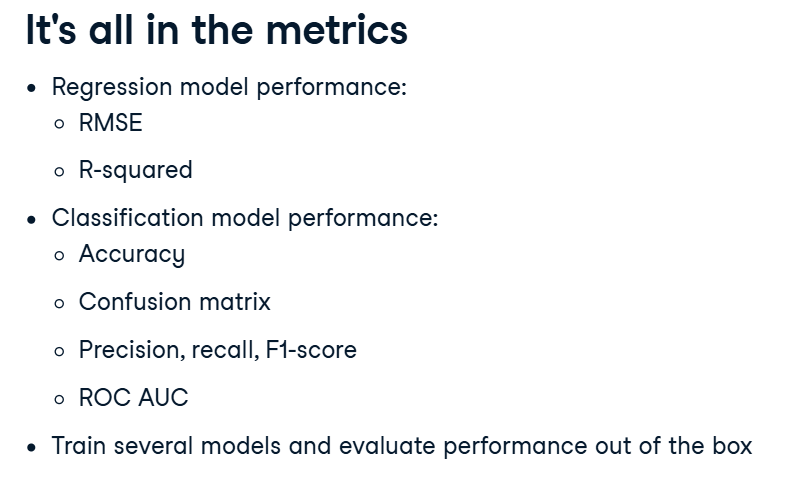 It's all in the metrics
• Regression model performance:
○ RMSE
○ R-squared
• Classification model performance:
○ Accuracy
○ Confusion matrix
○ Precision, recall, F1-score
○ ROC AUC
• Train several models and evaluate performance out of the box